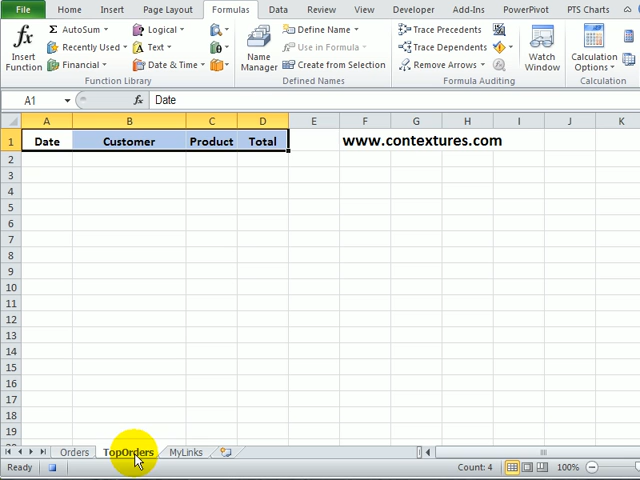 File Home Insert Page Layout Formulas Data Review View Developer Add-Ins PowerPivot PTS Charts
fx Insert Function
Σ AutoSum
Recently Used
Financial
Logical
Text
Date & Time
Function Library
Name Manager
Define Name
Use in Formula
Create from Selection
Defined Names
Trace Precedents
Trace Dependents
Remove Arrows
Formula Auditing
Watch Window
Calculation Options
Calculation
A1 fx Date
A B C D E F G H I J K
1 Date Customer Product Total www.contextures.com
2
3
4
5
6
7
8
9
10
11
12
13
14
15
16
17
18
Orders TopOrders MyLinks
Ready Count: 4 100%